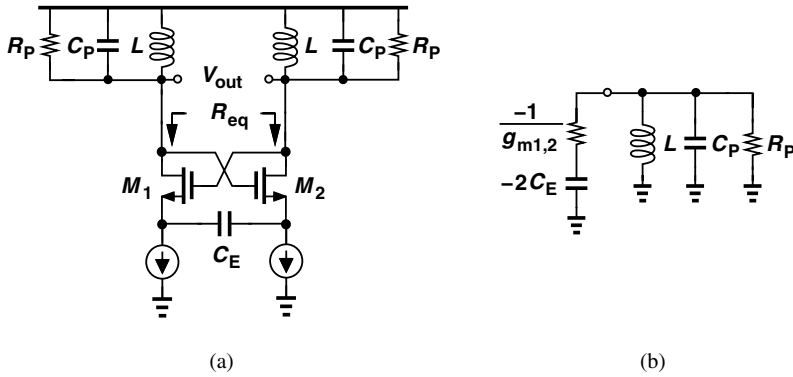 R_P C_P L L C_P R_P
V_out
R_eq
M_1 M_2
C_E
−1
g_m1,2
−2C_E
L C_P R_P
(a) (b)